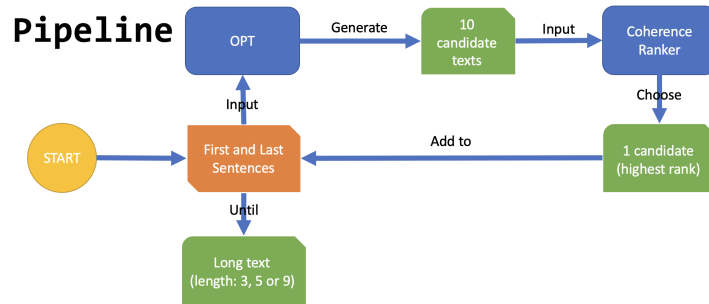 Pipeline
OPT
Generate
10
candidate
texts
Input
Coherence
Ranker
Input
Choose
START
First and Last
Sentences
Add to
1 candidate
(highest rank)
Until
Long text
(length: 3, 5 or 9)